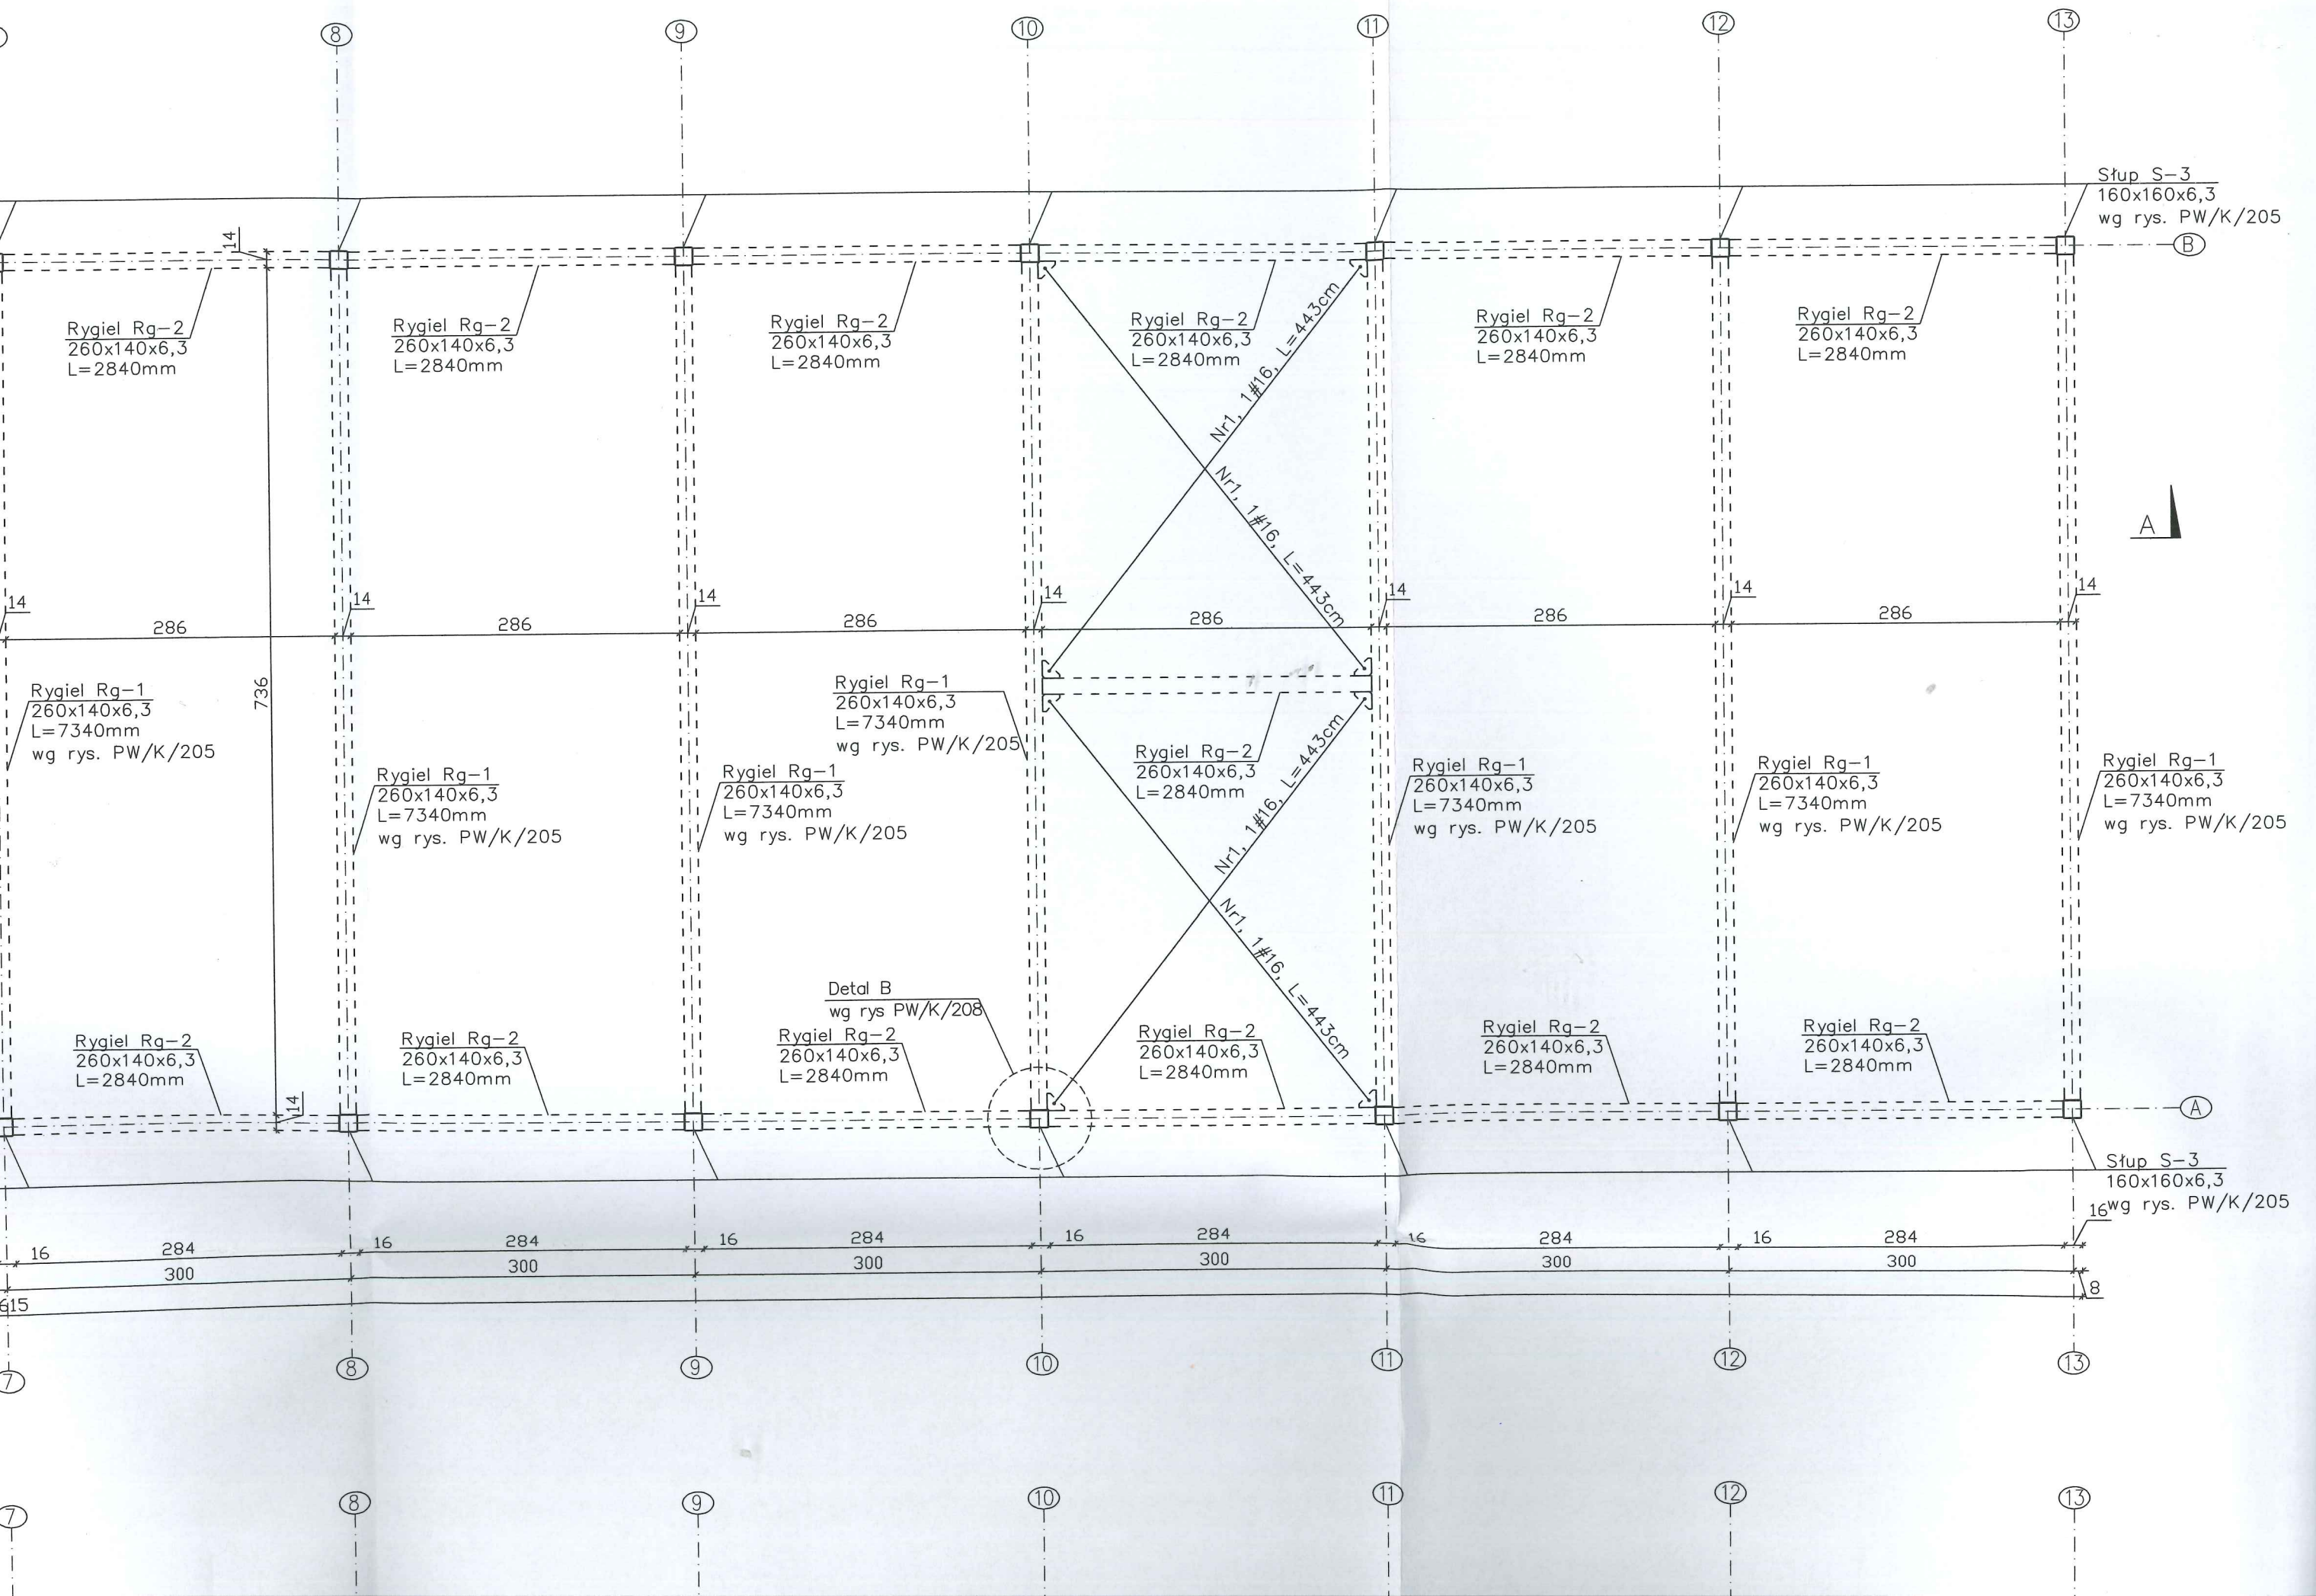 8
9
10
11
12
13
Słup S-3
160x160x6,3
wg rys. PW/K/205
14
B
Rygiel Rg-2
260x140x6,3
L=2840mm
Rygiel Rg-2
260x140x6,3
L=2840mm
Rygiel Rg-2
260x140x6,3
L=2840mm
Rygiel Rg-2
260x140x6,3
L=2840mm
Rygiel Rg-2
260x140x6,3
L=2840mm
Rygiel Rg-2
260x140x6,3
L=2840mm
Nr1, 1#16, L=443cm
Nr1, 1#16, L=443cm
A
14
14
14
14
14
14
14
286
286
286
286
286
286
736
Rygiel Rg-1
260x140x6,3
L=7340mm
wg rys. PW/K/205
Rygiel Rg-1
260x140x6,3
L=7340mm
wg rys. PW/K/205
Rygiel Rg-1
260x140x6,3
L=7340mm
wg rys. PW/K/205
Rygiel Rg-1
260x140x6,3
L=7340mm
wg rys. PW/K/205
Rygiel Rg-2
260x140x6,3
L=2840mm
Rygiel Rg-1
260x140x6,3
L=7340mm
wg rys. PW/K/205
Rygiel Rg-1
260x140x6,3
L=7340mm
wg rys. PW/K/205
Rygiel Rg-1
260x140x6,3
L=7340mm
wg rys. PW/K/205
Nr1, 1#16, L=443cm
Nr1, 1#16, L=443cm
Detal B
wg rys PW/K/208
Rygiel Rg-2
260x140x6,3
L=2840mm
Rygiel Rg-2
260x140x6,3
L=2840mm
Rygiel Rg-2
260x140x6,3
L=2840mm
Rygiel Rg-2
260x140x6,3
L=2840mm
Rygiel Rg-2
260x140x6,3
L=2840mm
Rygiel Rg-2
260x140x6,3
L=2840mm
14
A
Słup S-3
160x160x6,3
wg rys. PW/K/205
16 284 16 284 16 284 16 284 16 284 16 284 16
300 300 300 300 300 300
615
8
7
8
9
10
11
12
13
7
8
9
10
11
12
13